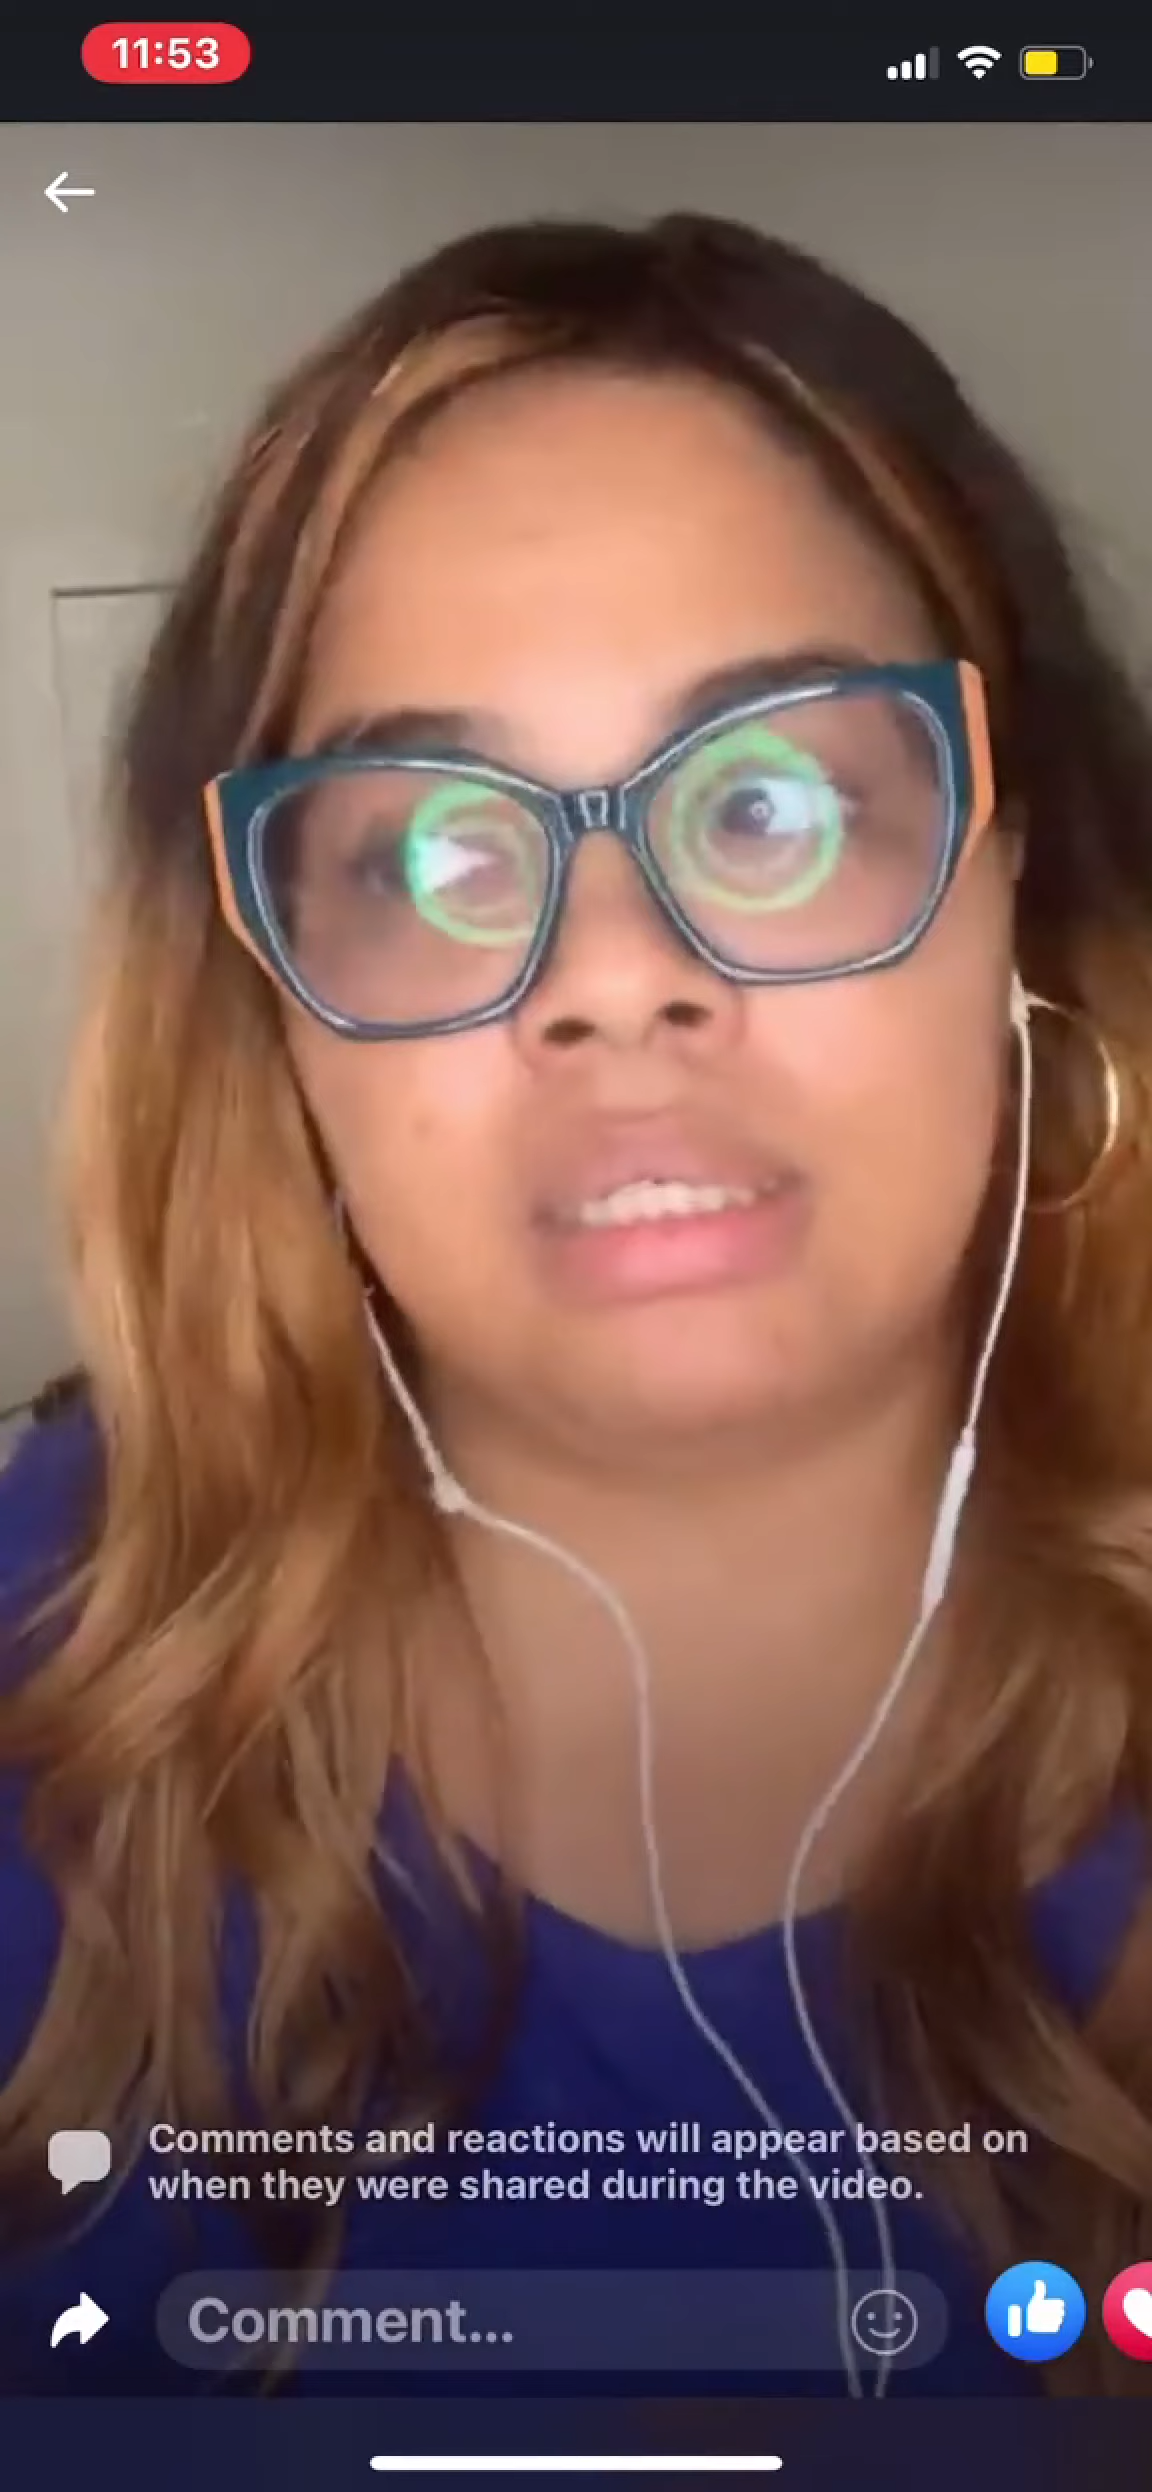 11:53
Comments and reactions will appear based on
when they were shared during the video.
Comment...